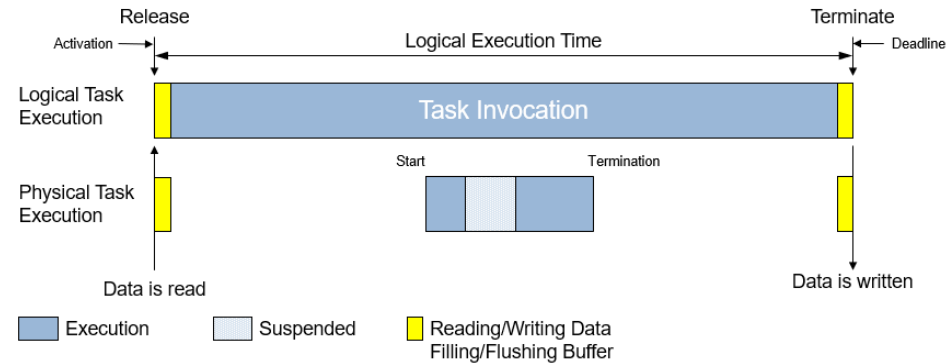 Release
Terminate
Activation
Logical Execution Time
Deadline
Logical Task
Execution
Task Invocation
Start
Termination
Physical Task
Execution
Data is read
Data is written
Execution
Suspended
Reading/Writing Data
Filling/Flushing Buffer